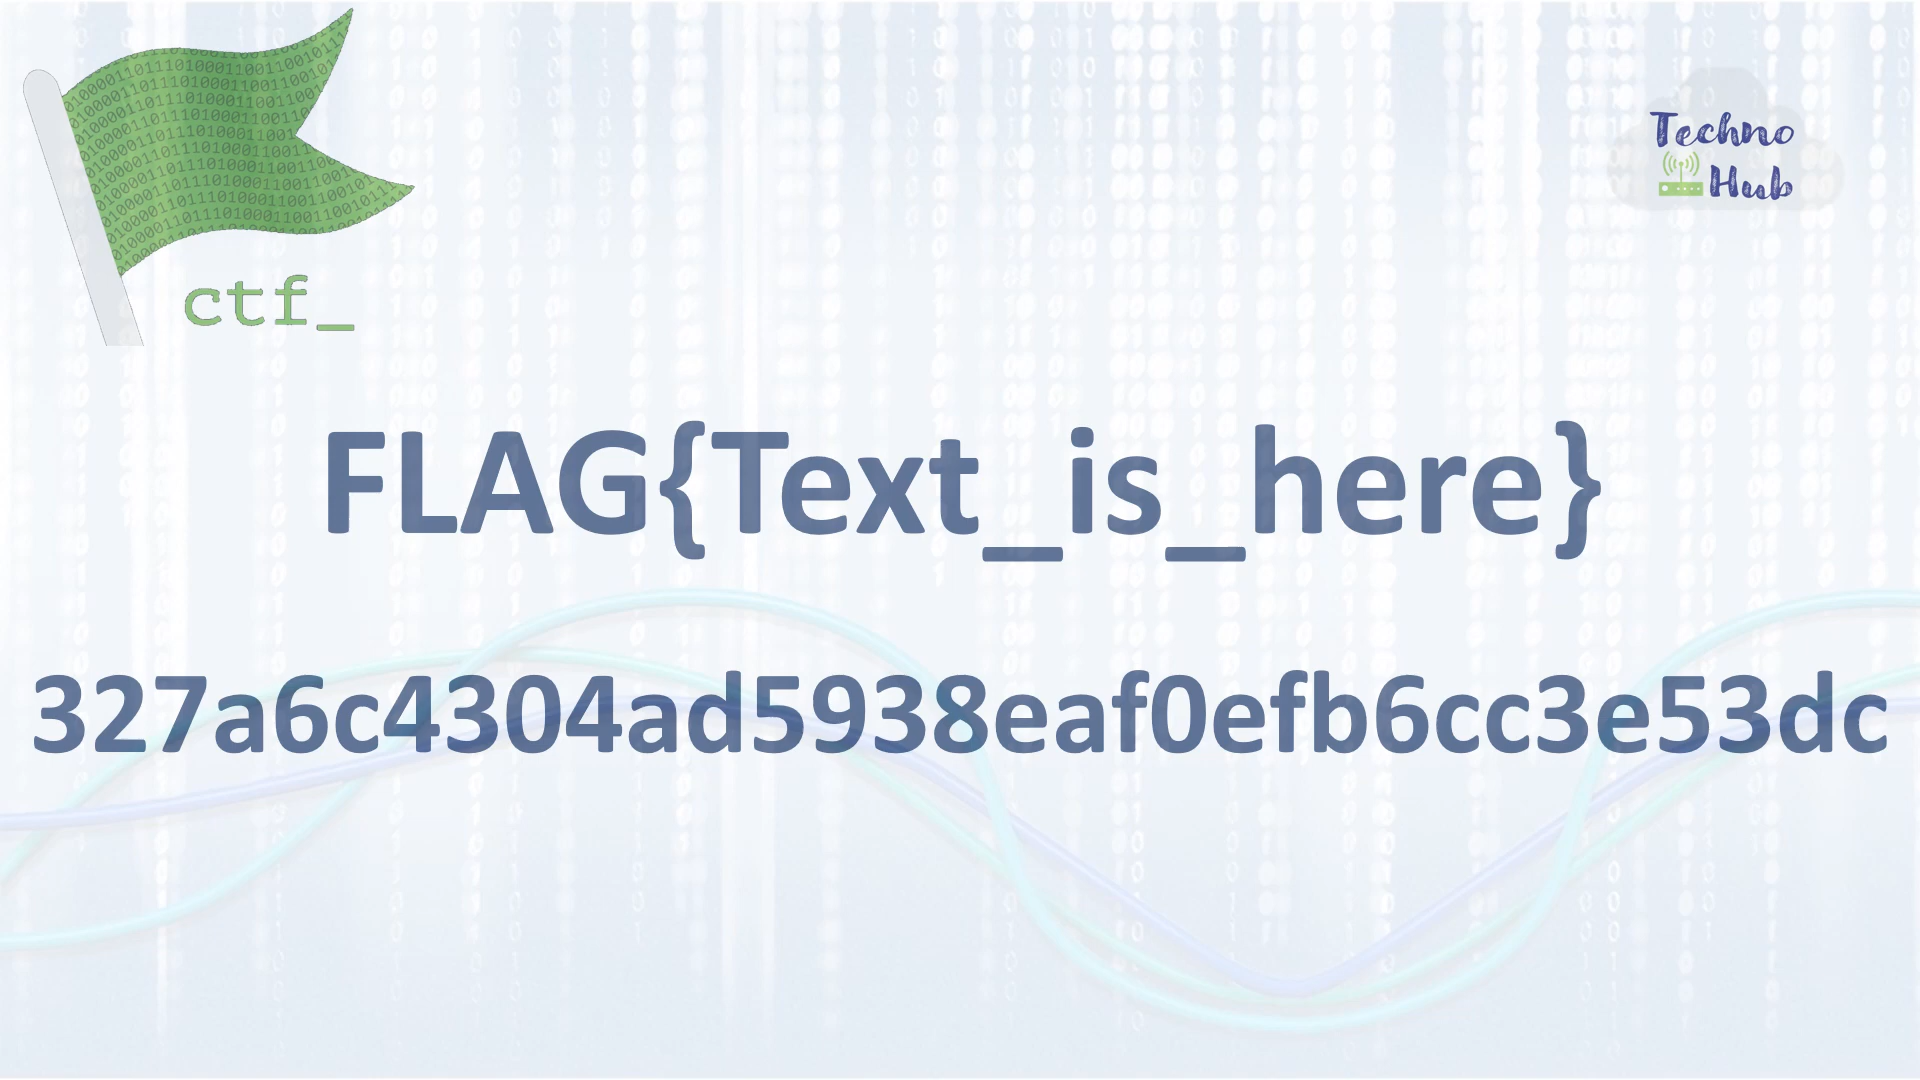 Techno
Hub
ctf_
FLAG{Text_is_here}
327a6c4304ad5938eaf0efb6cc3e53dc